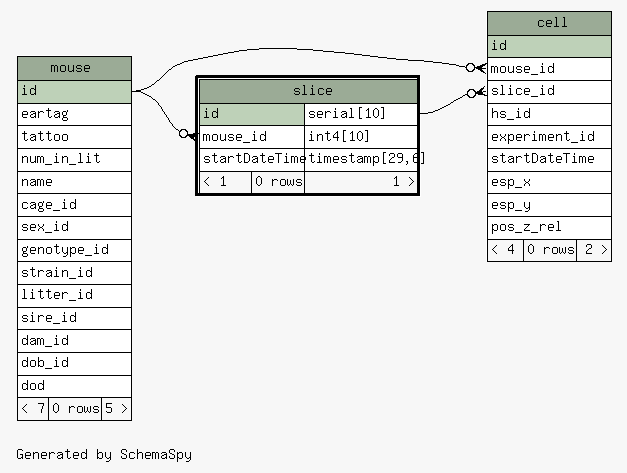 mouse
id
eartag
tattoo
num_in_lit
name
cage_id
sex_id
genotype_id
strain_id
litter_id
sire_id
dam_id
dob_id
dod
< 7 0 rows 5 >
slice
id serial[10]
mouse_id int4[10]
startDateTime timestamp[29,6]
< 1 0 rows 1 >
cell
id
mouse_id
slice_id
hs_id
experiment_id
startDateTime
esp_x
esp_y
pos_z_rel
< 4 0 rows 2 >
Generated by SchemaSpy